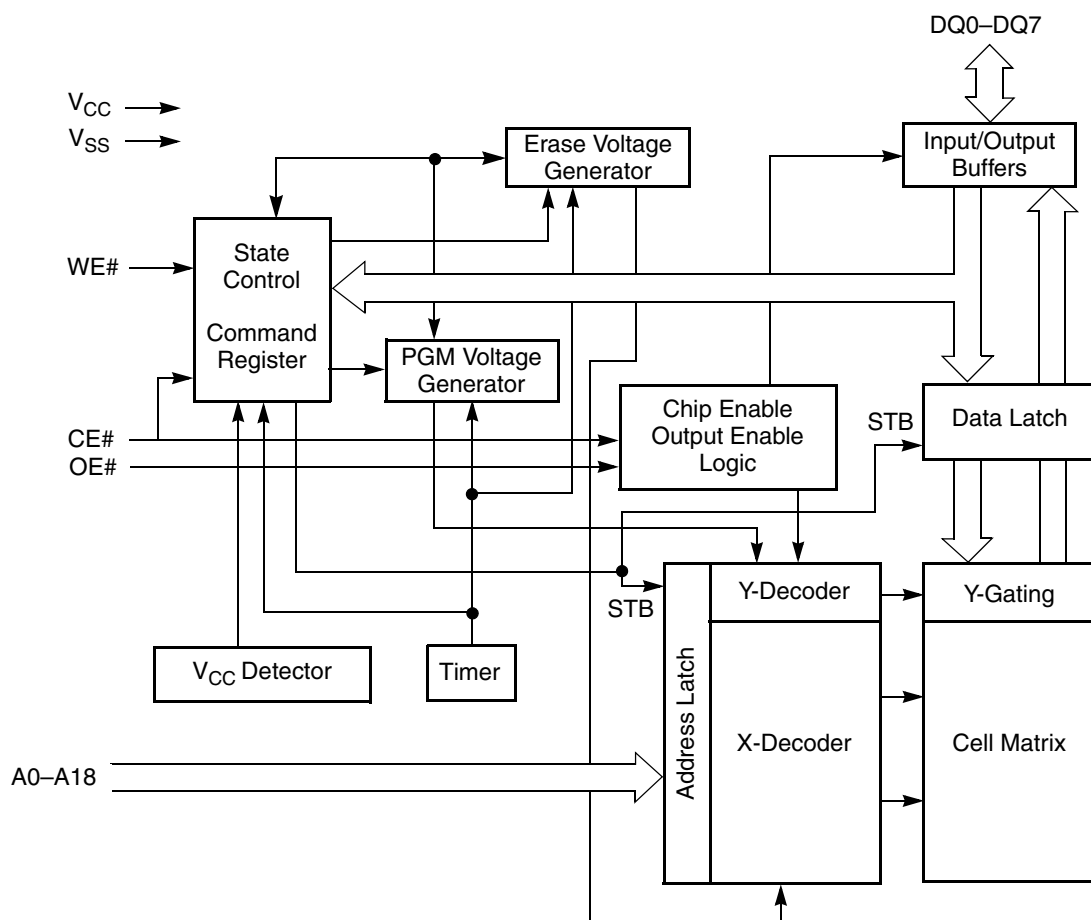 DQ0–DQ7
VCC
VSS
Erase Voltage
Generator
Input/Output
Buffers
State
Control
WE#
Command
Register
PGM Voltage
Generator
Chip Enable
Output Enable
Logic
STB
Data Latch
CE#
OE#
STB
Y-Decoder
Y-Gating
VCC Detector
Timer
Address Latch
X-Decoder
Cell Matrix
A0–A18